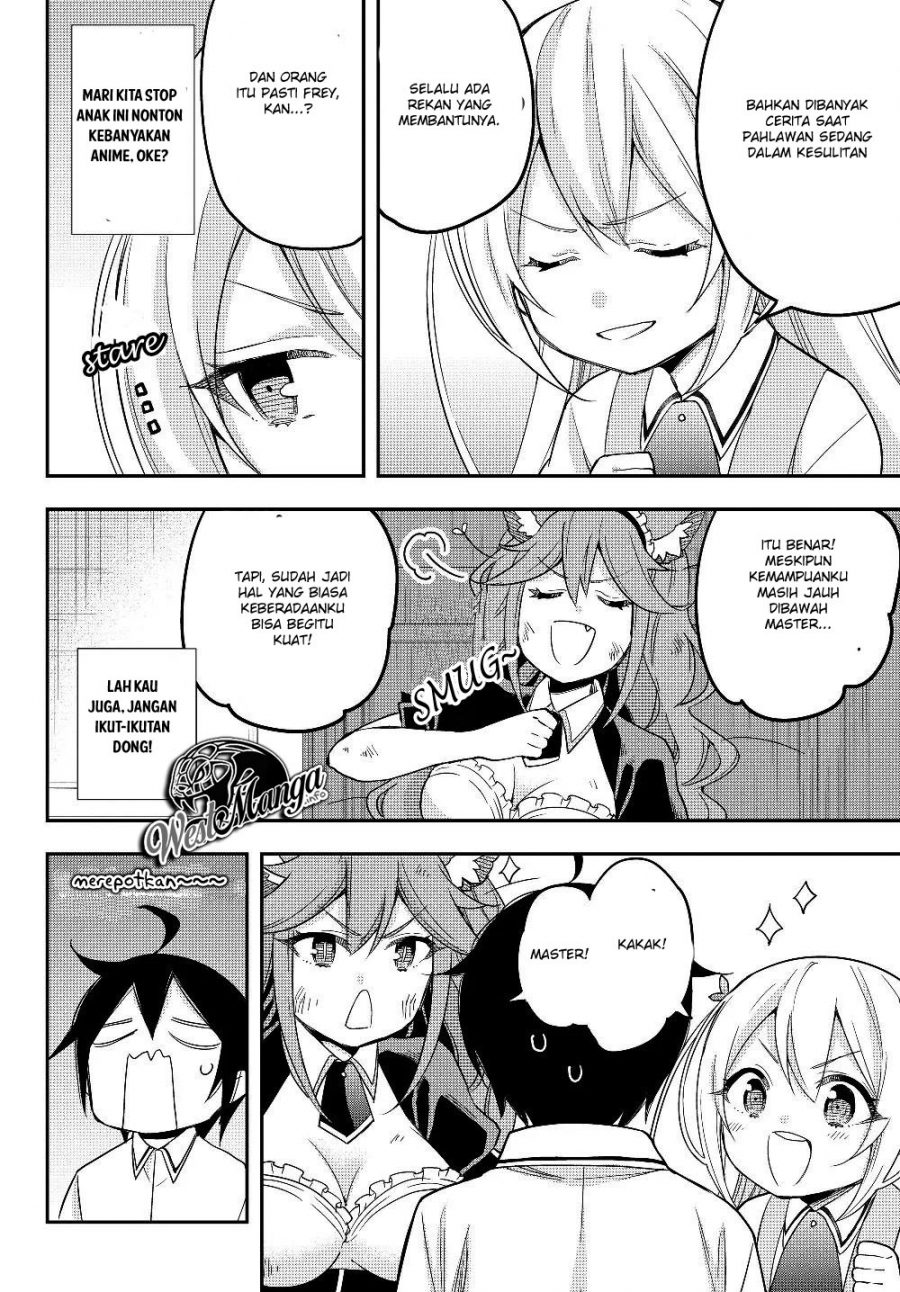 BAHKAN DIBANYAK
CERITA SAAT
PAHLAWAN SEDANG
DALAM KESULITAN
SELALU ADA
REKAN YANG
MEMBANTUNYA.
DAN ORANG
ITU PASTI FREY,
KAN...?
MARI KITA STOP
ANAK INI NONTON
KEBANYAKAN
ANIME, OKE?
stare
ITU BENAR!
MESKIPUN
KEMAMPUANKU
MASIH JAUH
DIBAWAH
MASTER...
SMUG~
TAPI, SUDAH JADI
HAL YANG BIASA
KEBERADAANKU
BISA BEGITU
KUAT!
LAH KAU
JUGA, JANGAN
IKUT-IKUTAN
DONG!
WestManga
.info
KAKAK!
MASTER!
merepotkan~~~~